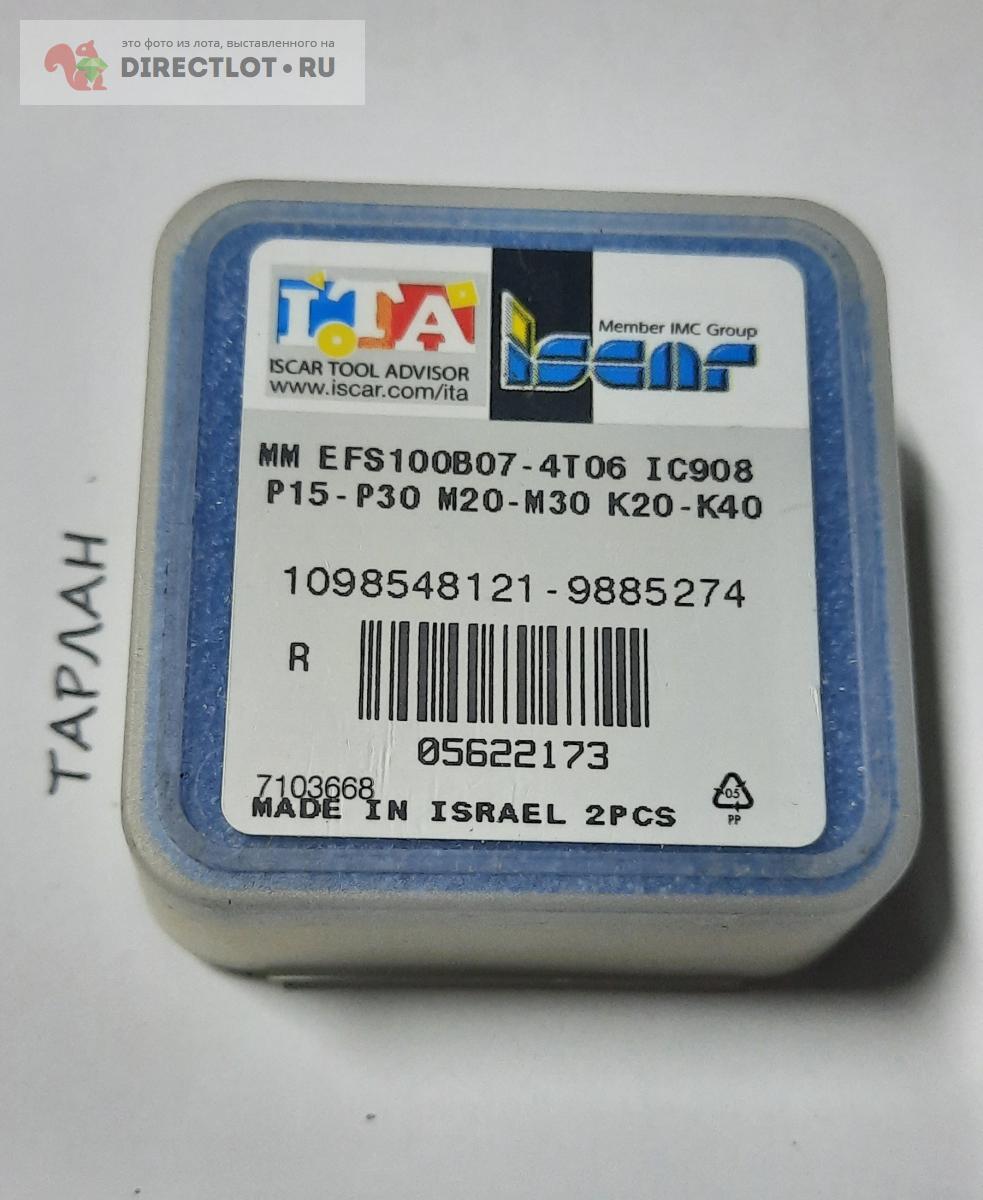 это фото из лота, выставленного на
DIRECTLOT • RU
ITA
ISCAR TOOL ADVISOR
www.iscar.com/ita
Member IMC Group
iscar
MM EFS100B07-4T06 IC908
P15-P30 M20-M30 K20-K40
1098548121-9885274
R
05622173
7103668
MADE IN ISRAEL 2PCS
05
PP
ТАРЛАН